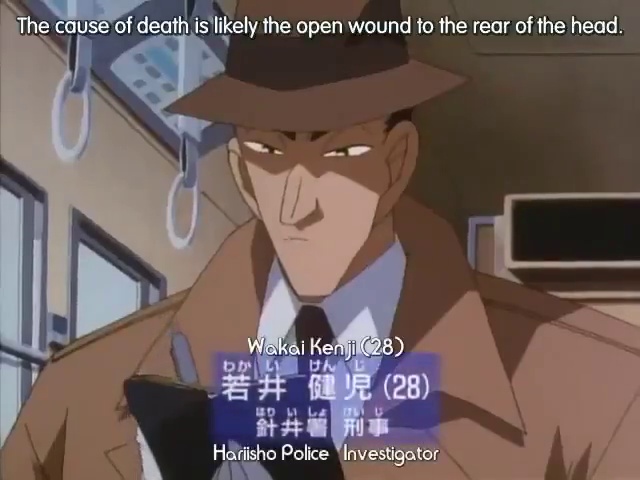 The cause of death is likely the open wound to the rear of the head.
Wakai Kenji (28)
わかい けんじ
若井 健児 (28)
はりいしょ けいじ
針井署 刑事
Hariisho Police Investigator